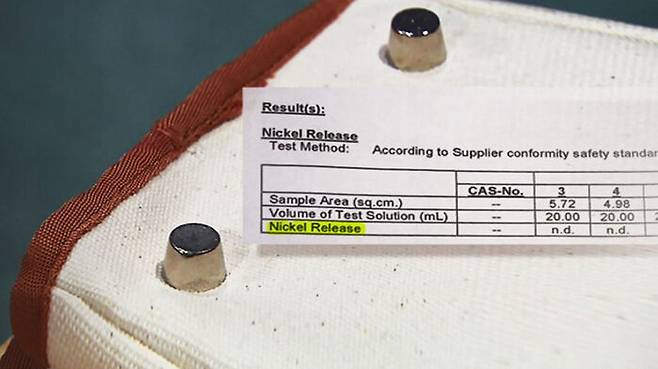 Result(s):
Nickel Release
Test Method: According to Supplier conformity safety standar
CAS-No. 3 4
Sample Area (sq.cm.) -- 5.72 4.98
Volume of Test Solution (mL) -- 20.00 20.00 2
Nickel Release -- n.d. n.d.